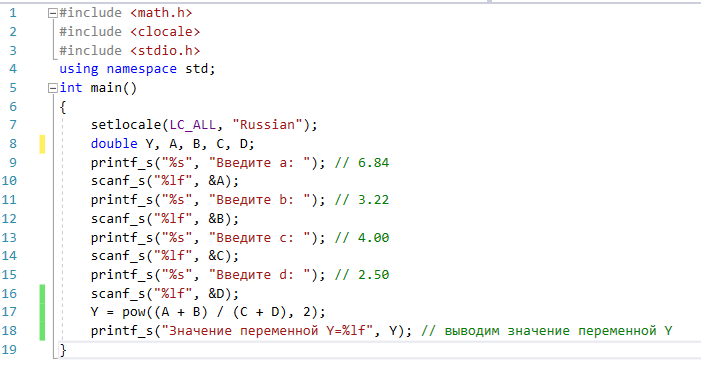 1 #include <math.h>
2 #include <clocale>
3 #include <stdio.h>
4 using namespace std;
5 int main()
6 {
7 setlocale(LC_ALL, "Russian");
8 double Y, A, B, C, D;
9 printf_s("%s", "Введите a: "); // 6.84
10 scanf_s("%lf", &A);
11 printf_s("%s", "Введите b: "); // 3.22
12 scanf_s("%lf", &B);
13 printf_s("%s", "Введите c: "); // 4.00
14 scanf_s("%lf", &C);
15 printf_s("%s", "Введите d: "); // 2.50
16 scanf_s("%lf", &D);
17 Y = pow((A + B) / (C + D), 2);
18 printf_s("Значение переменной Y=%lf", Y); // выводим значение переменной Y
19 }